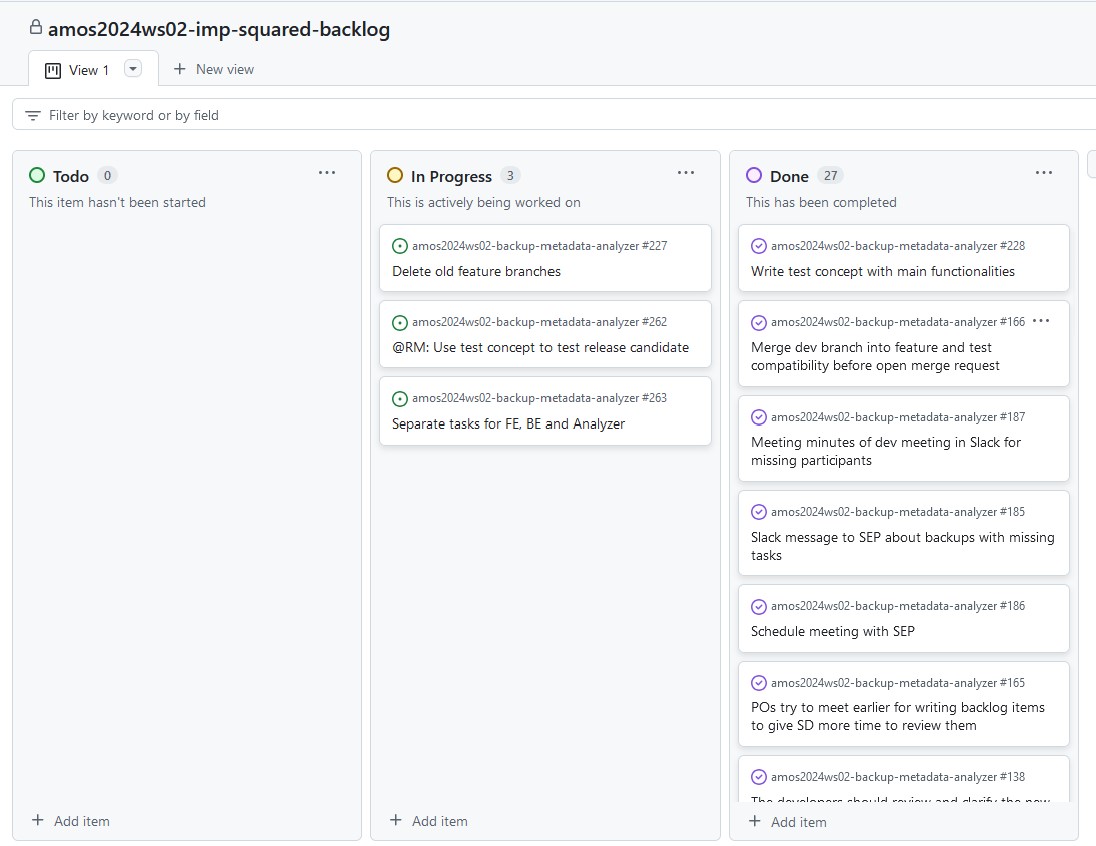 amos2024ws02-imp-squared-backlog
View 1
New view
Filter by keyword or by field
Todo 0
This item hasn't been started
Add item
In Progress 3
This is actively being worked on
amos2024ws02-backup-metadata-analyzer #227
Delete old feature branches
amos2024ws02-backup-metadata-analyzer #262
@RM: Use test concept to test release candidate
amos2024ws02-backup-metadata-analyzer #263
Separate tasks for FE, BE and Analyzer
Add item
Done 27
This has been completed
amos2024ws02-backup-metadata-analyzer #228
Write test concept with main functionalities
amos2024ws02-backup-metadata-analyzer #166
Merge dev branch into feature and test
compatibility before open merge request
amos2024ws02-backup-metadata-analyzer #187
Meeting minutes of dev meeting in Slack for
missing participants
amos2024ws02-backup-metadata-analyzer #185
Slack message to SEP about backups with missing
tasks
amos2024ws02-backup-metadata-analyzer #186
Schedule meeting with SEP
amos2024ws02-backup-metadata-analyzer #165
POs try to meet earlier for writing backlog items
to give SD more time to review them
amos2024ws02-backup-metadata-analyzer #138
The developers should review and clarify the new
Add item